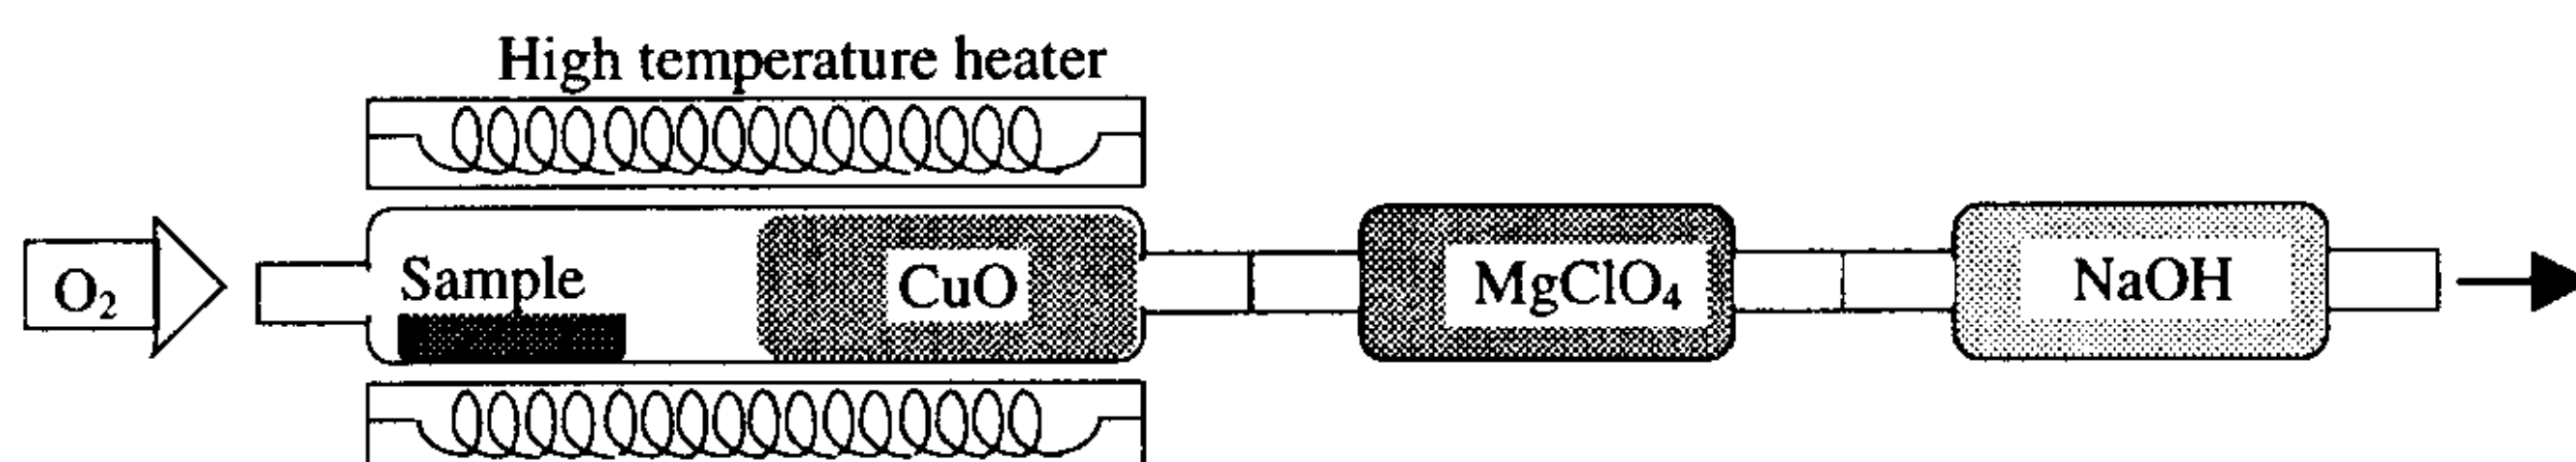 High temperature heater
O₂
Sample
CuO
MgClO₄
NaOH